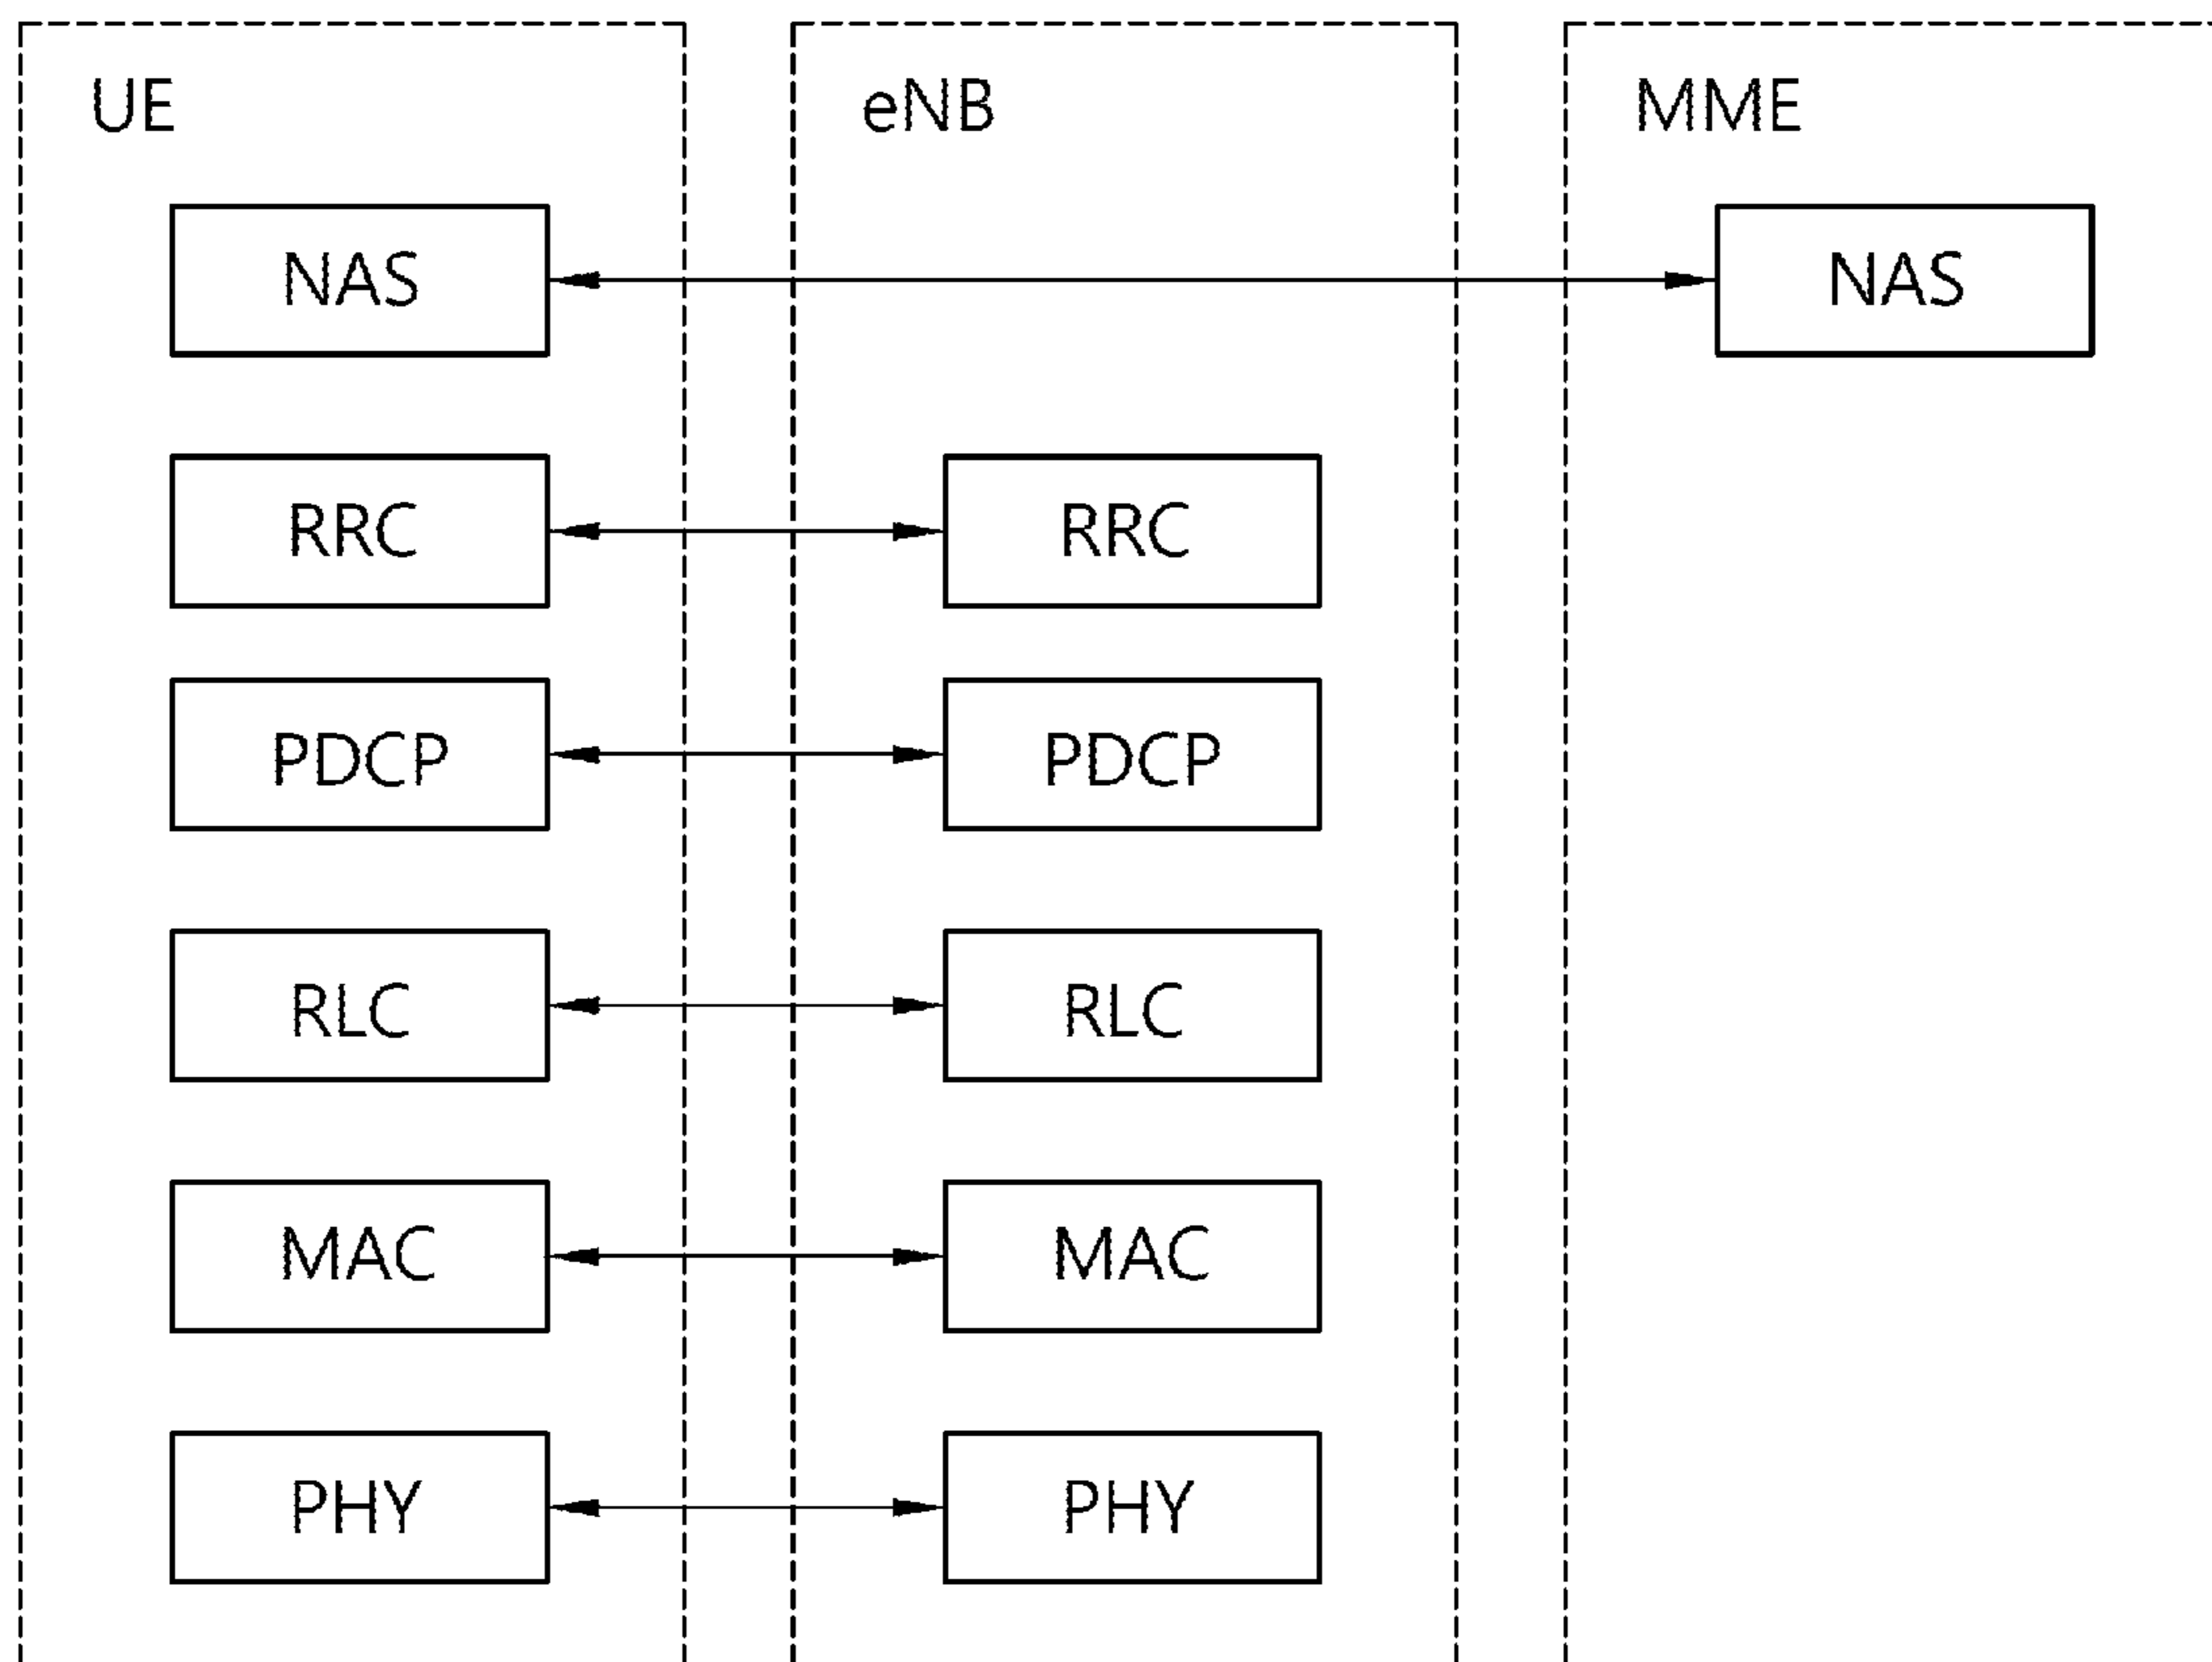 UE eNB MME
NAS NAS
RRC RRC
PDCP PDCP
RLC RLC
MAC MAC
PHY PHY